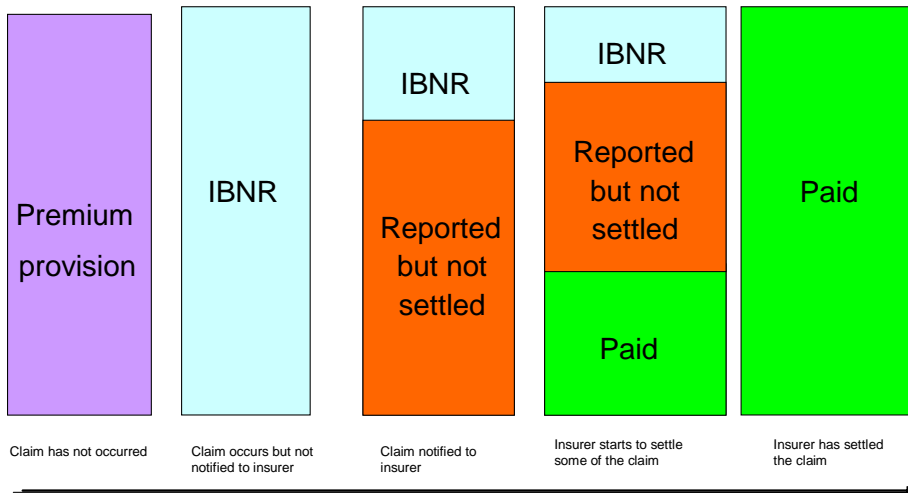 Premium
provision
IBNR
IBNR
Reported
but not
settled
IBNR
Reported
but not
settled
Paid
Paid
Claim has not occurred
Claim occurs but not
notified to insurer
Claim notified to
insurer
Insurer starts to settle
some of the claim
Insurer has settled
the claim